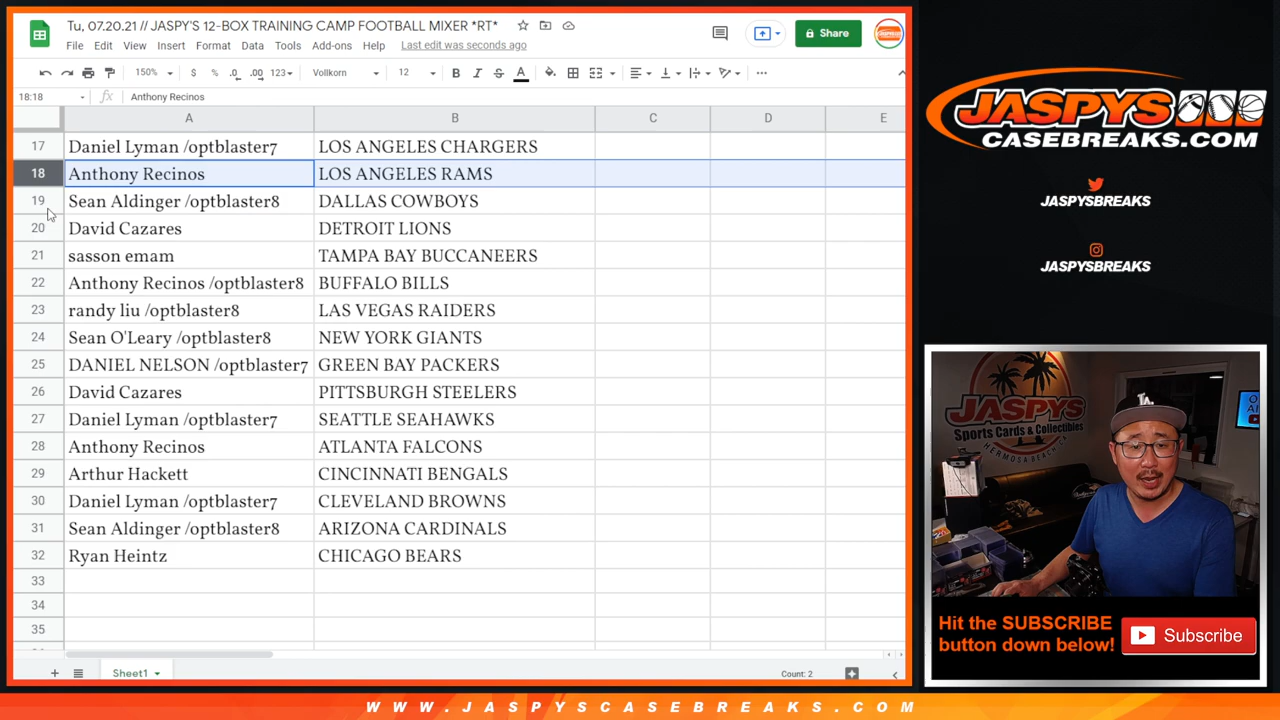 Tu, 07.20.21 // JASPY'S 12-BOX TRAINING CAMP FOOTBALL MIXER *RT*
File Edit View Insert Format Data Tools Add-ons Help Last edit was seconds ago
Share
150% $ % .0 .00 123 Vollkorn 12 B I S A
18:18 fx Anthony Recinos
A B C D E
17 Daniel Lyman /optblaster7 LOS ANGELES CHARGERS
18 Anthony Recinos LOS ANGELES RAMS
19 Sean Aldinger /optblaster8 DALLAS COWBOYS
20 David Cazares DETROIT LIONS
21 sasson emam TAMPA BAY BUCCANEERS
22 Anthony Recinos /optblaster8 BUFFALO BILLS
23 randy liu /optblaster8 LAS VEGAS RAIDERS
24 Sean O'Leary /optblaster8 NEW YORK GIANTS
25 DANIEL NELSON /optblaster7 GREEN BAY PACKERS
26 David Cazares PITTSBURGH STEELERS
27 Daniel Lyman /optblaster7 SEATTLE SEAHAWKS
28 Anthony Recinos ATLANTA FALCONS
29 Arthur Hackett CINCINNATI BENGALS
30 Daniel Lyman /optblaster7 CLEVELAND BROWNS
31 Sean Aldinger /optblaster8 ARIZONA CARDINALS
32 Ryan Heintz CHICAGO BEARS
33
34
35
Sheet1
Count: 2
JASPYS
CASEBREAKS.COM
JASPYSBREAKS
JASPYSBREAKS
JASPYS
Sports Cards & Collectibles
HERMOSA BEACH
LA
Hit the SUBSCRIBE
button down below!
Subscribe
WWW.JASPYSCASEBREAKS.COM